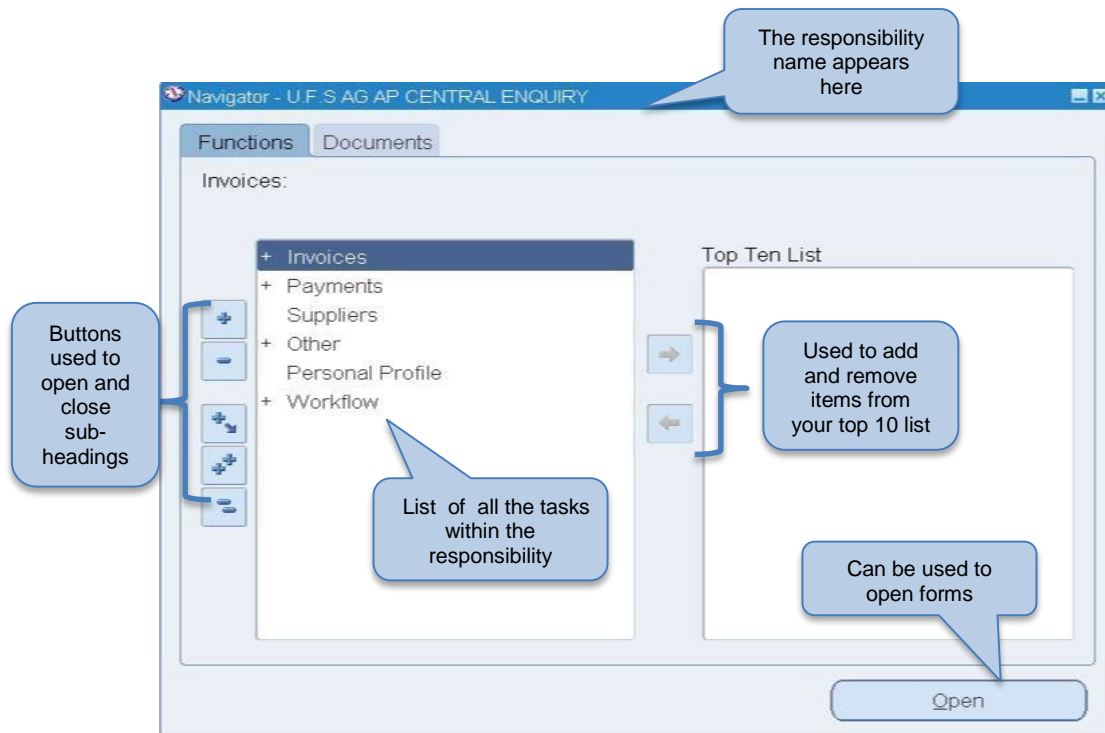 The responsibility
name appears
here
Navigator - U.F.S AG AP CENTRAL ENQUIRY
Functions
Documents
Invoices:
+ Invoices
+ Payments
Suppliers
+ Other
Personal Profile
+ Workflow
Top Ten List
Buttons
used to
open and
close
sub-
headings
Used to add
and remove
items from
your top 10 list
List of all the tasks
within the
responsibility
Can be used to
open forms
Open